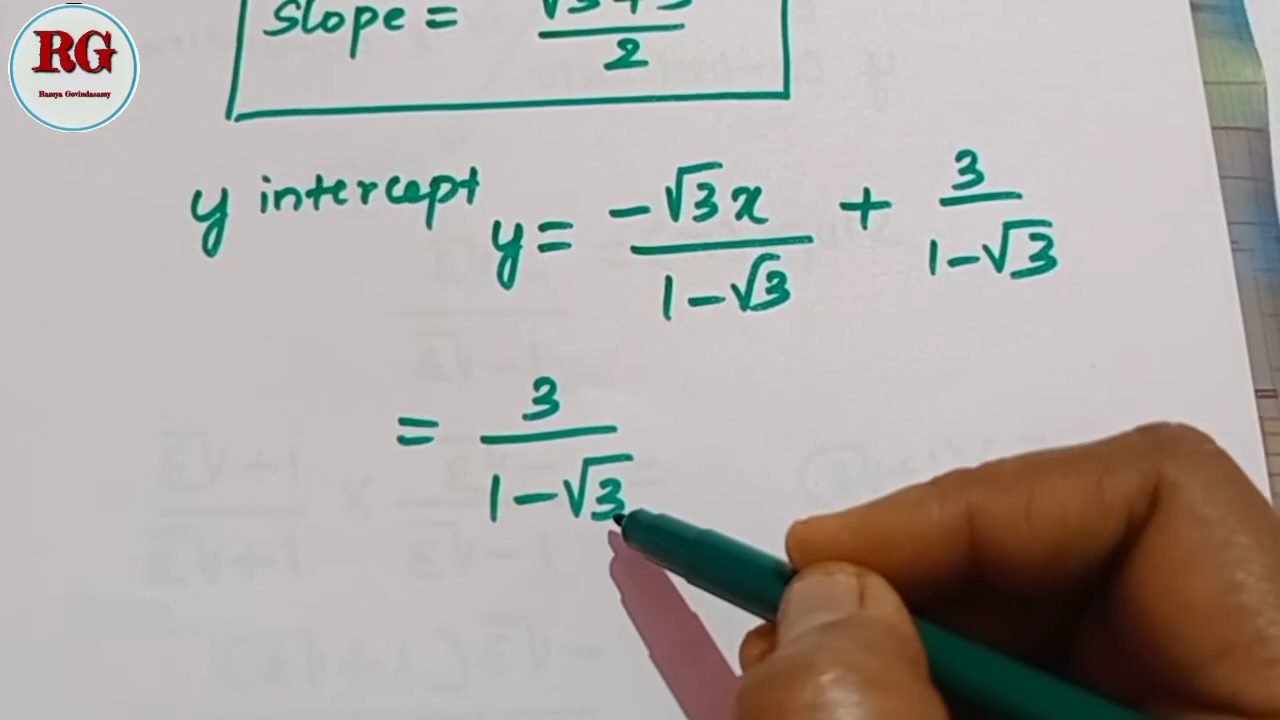 RG
Ramya Govindasamy
Slope = (√3+3)/2
y intercept y = -√3x/(1-√3) + 3/(1-√3)
= 3/(1-√3)